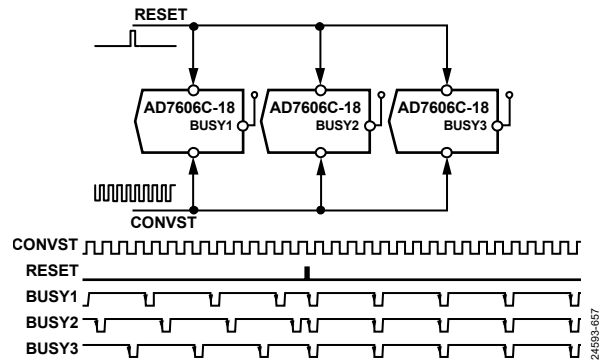 RESET
AD7606C-18
BUSY1
AD7606C-18
BUSY2
AD7606C-18
BUSY3
CONVST
CONVST
RESET
BUSY1
BUSY2
BUSY3
24593-657